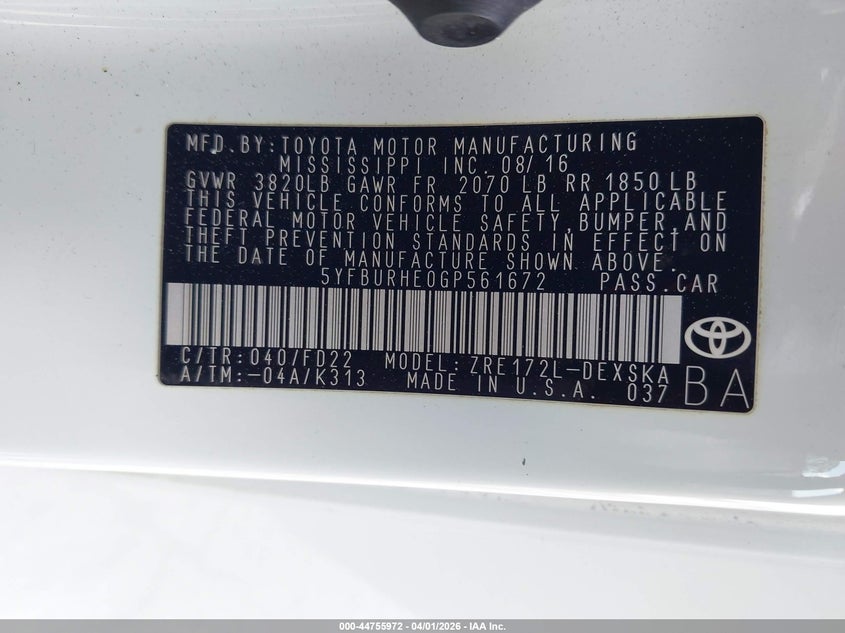 MFD.BY:TOYOTA MOTOR MANUFACTURING
MISSISSIPPI INC. 08/16
GVWR 3820LB GAWR FR 2070 LB RR 1850 LB
THIS VEHICLE CONFORMS TO ALL APPLICABLE
FEDERAL MOTOR VEHICLE SAFETY,BUMPER,AND
THEFT PREVENTION STANDARDS IN EFFECT ON
THE DATE OF MANUFACTURE SHOWN ABOVE.
5YFBURHE0GP561672 PASS.CAR
C/TR:040/FD22 MODEL:ZRE172L-DEXSKA
A/TM:-04A/K313 MADE IN U.S.A. 037 BA
000-44755972 - 04/01/2026 - IAA Inc.